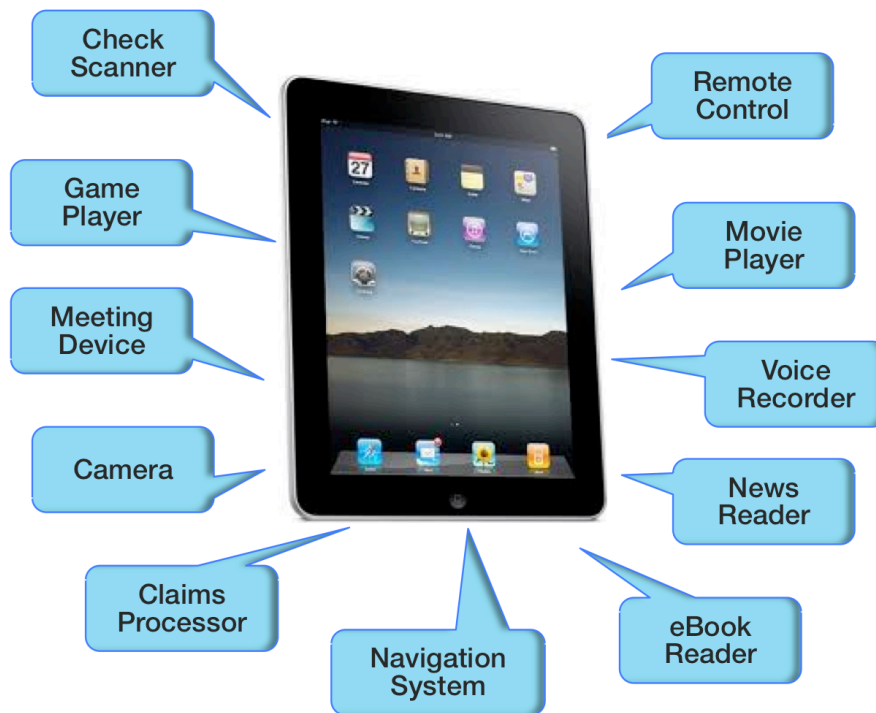 Check
Scanner
Remote
Control
Game
Player
Movie
Player
Meeting
Device
Voice
Recorder
Camera
News
Reader
Claims
Processor
eBook
Reader
Navigation
System
27